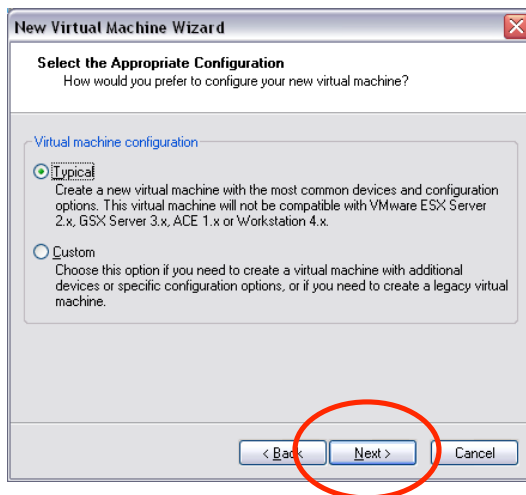 New Virtual Machine Wizard
Select the Appropriate Configuration
How would you prefer to configure your new virtual machine?
Virtual machine configuration
Typical
Create a new virtual machine with the most common devices and configuration
options. This virtual machine will not be compatible with VMware ESX Server
2.x, GSX Server 3.x, ACE 1.x or Workstation 4.x.
Custom
Choose this option if you need to create a virtual machine with additional
devices or specific configuration options, or if you need to create a legacy virtual
machine.
< Back Next > Cancel